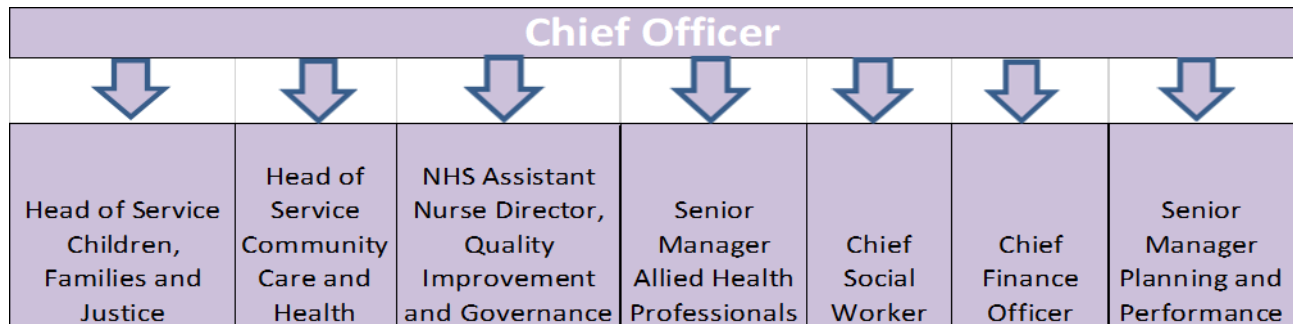 Chief Officer
Head of Service
Children,
Families and
Justice
Head of
Service
Community
Care and
Health
NHS Assistant
Nurse Director,
Quality
Improvement
and Governance
Senior
Manager
Allied Health
Professionals
Chief
Social
Worker
Chief
Finance
Officer
Senior
Manager
Planning and
Performance